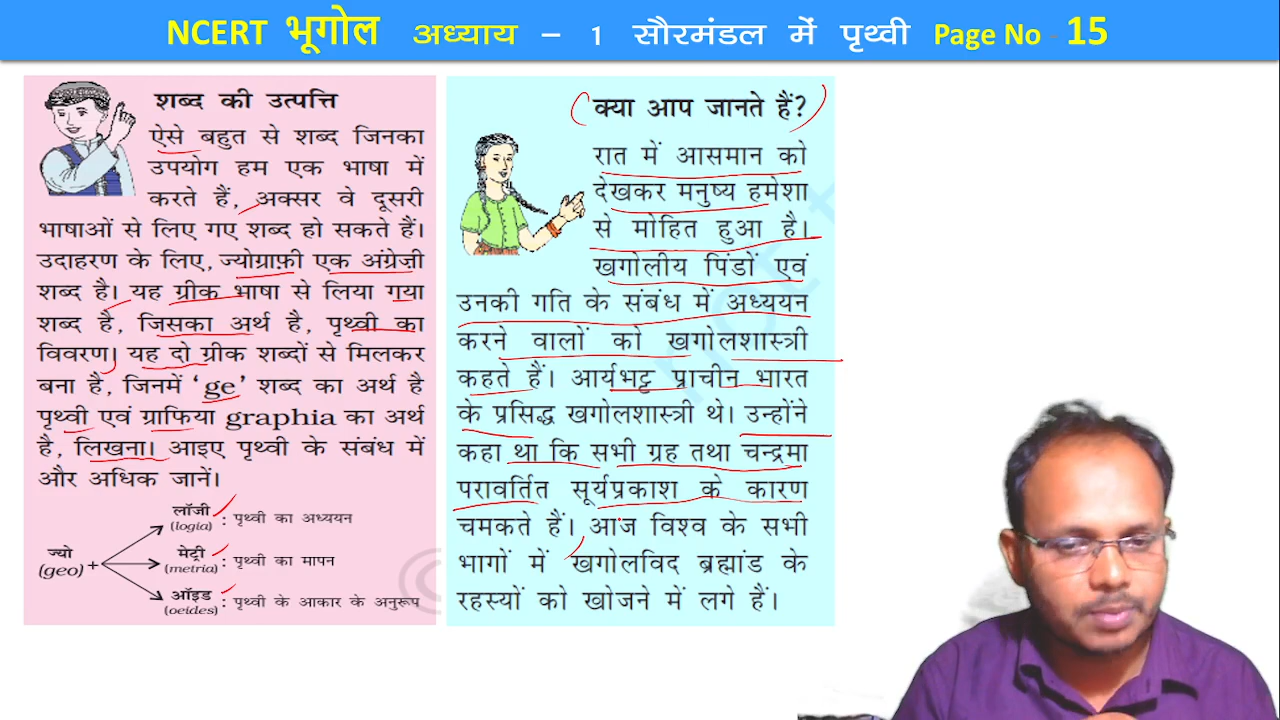 NCERT भूगोल अध्याय – 1 सौरमंडल में पृथ्वी Page No - 15
शब्द की उत्पत्ति
ऐसे बहुत से शब्द जिनका
उपयोग हम एक भाषा में
करते हैं, अक्सर वे दूसरी
भाषाओं से लिए गए शब्द हो सकते हैं।
उदाहरण के लिए, ज्योग्राफ़ी एक अंग्रेज़ी
शब्द है। यह ग्रीक भाषा से लिया गया
शब्द है, जिसका अर्थ है, पृथ्वी का
विवरण। यह दो ग्रीक शब्दों से मिलकर
बना है, जिनमें ‘ge’ शब्द का अर्थ है
पृथ्वी एवं ग्राफिया graphia का अर्थ
है, लिखना। आइए पृथ्वी के संबंध में
और अधिक जानें।
ज्यो
(geo) +
लॉजी
(logia) : पृथ्वी का अध्ययन
मेट्री
(metria) : पृथ्वी का मापन
ऑइड
(oeides) : पृथ्वी के आकार के अनुरूप
क्या आप जानते हैं?
रात में आसमान को
देखकर मनुष्य हमेशा
से मोहित हुआ है।
खगोलीय पिंडों एवं
उनकी गति के संबंध में अध्ययन
करने वालों को खगोलशास्त्री
कहते हैं। आर्यभट्ट प्राचीन भारत
के प्रसिद्ध खगोलशास्त्री थे। उन्होंने
कहा था कि सभी ग्रह तथा चन्द्रमा
परावर्तित सूर्यप्रकाश के कारण
चमकते हैं। आज विश्व के सभी
भागों में खगोलविद ब्रह्मांड के
रहस्यों को खोजने में लगे हैं।